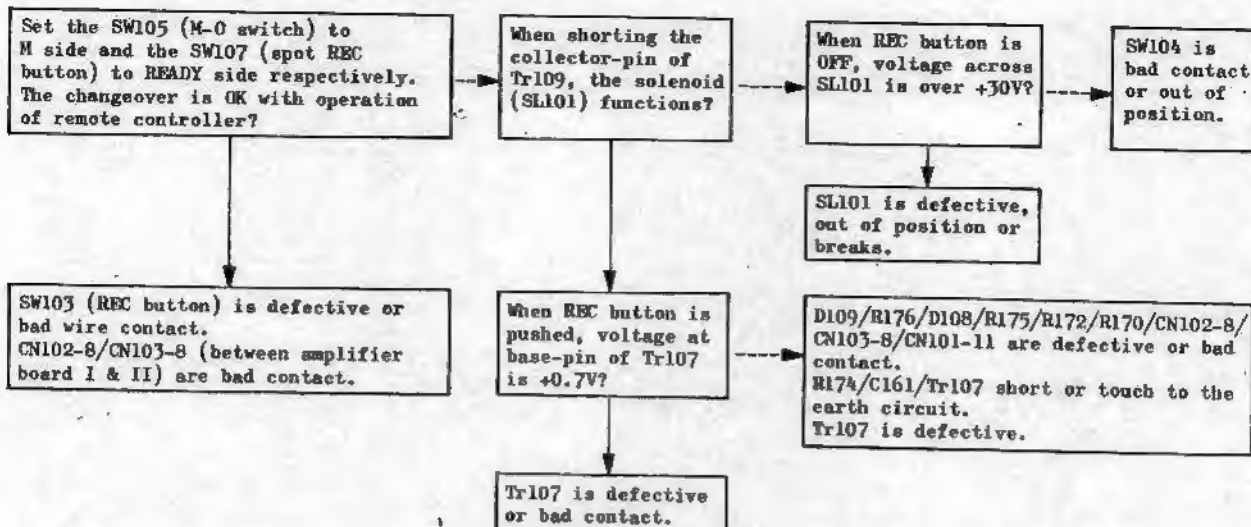 Set the SW105 (M-O switch) to
M side and the SW107 (spot REC
button) to READY side respectively.
The changeover is OK with operation
of remote controller?
When shorting the
collector-pin of
Tr109, the solenoid
(SL101) functions?
When REC button is
OFF, voltage across
SL101 is over +30V?
SW104 is
bad contact
or out of
position.
SL101 is defective,
out of position or
breaks.
SW103 (REC button) is defective or
bad wire contact.
CN102-8/CN103-8 (between amplifier
board I & II) are bad contact.
When REC button is
pushed, voltage at
base-pin of Tr107
is +0.7V?
D109/R176/D108/R175/R172/R170/CN102-8/
CN103-8/CN101-11 are defective or bad
contact.
R174/C161/Tr107 short or touch to the
earth circuit.
Tr107 is defective.
Tr107 is defective
or bad contact.